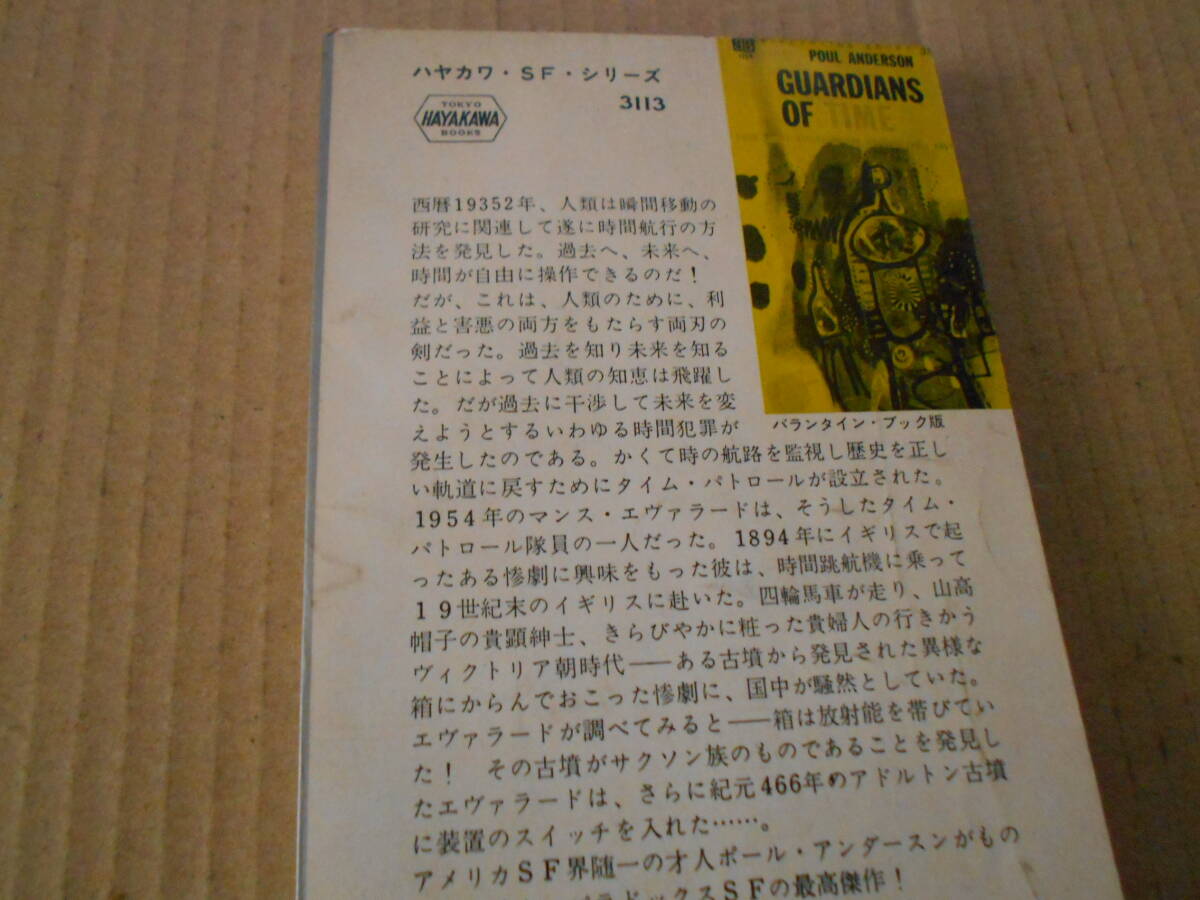 ハヤカワ・SF・シリーズ
3113
TOKYO
HAYAKAWA
BOOKS
POUL ANDERSON
GUARDIANS
OF TIME
バランタイン・ブック版
西暦19352年、人類は瞬間移動の
研究に関連して遂に時間航行の方
法を発見した。過去へ、未来へ、
時間が自由に操作できるのだ!
だが、これは、人類のために、利
益と害悪の両方をもたらす両刃の
剣だった。過去を知り未来を知る
ことによって人類の知恵は飛躍し
た。だが過去に干渉して未来を変
えようとするいわゆる時間犯罪が
発生したのである。かくて時の航路を監視し歴史を正し
い軌道に戻すためにタイム・パトロールが設立された。
1954年のマンス・エヴァラードは、そうしたタイム・
パトロール隊員の一人だった。1894年にイギリスで起
ったある惨劇に興味をもった彼は、時間跳航機に乗って
19世紀末のイギリスに赴いた。四輪馬車が走り、山高
帽子の貴顕紳士、きらびやかに粧った貴婦人の行きかう
ヴィクトリア朝時代――ある古墳から発見された異様な
箱にからんでおこった惨劇に、国中が騒然としていた。
エヴァラードが調べてみると――箱は放射能を帯びてい
た! その古墳がサクソン族のものであることを発見し
たエヴァラードは、さらに紀元466年のアドルトン古墳
に装置のスイッチを入れた……。
アメリカSF界随一の才人ポール・アンダースンがもの
パラドックスSFの最高傑作!